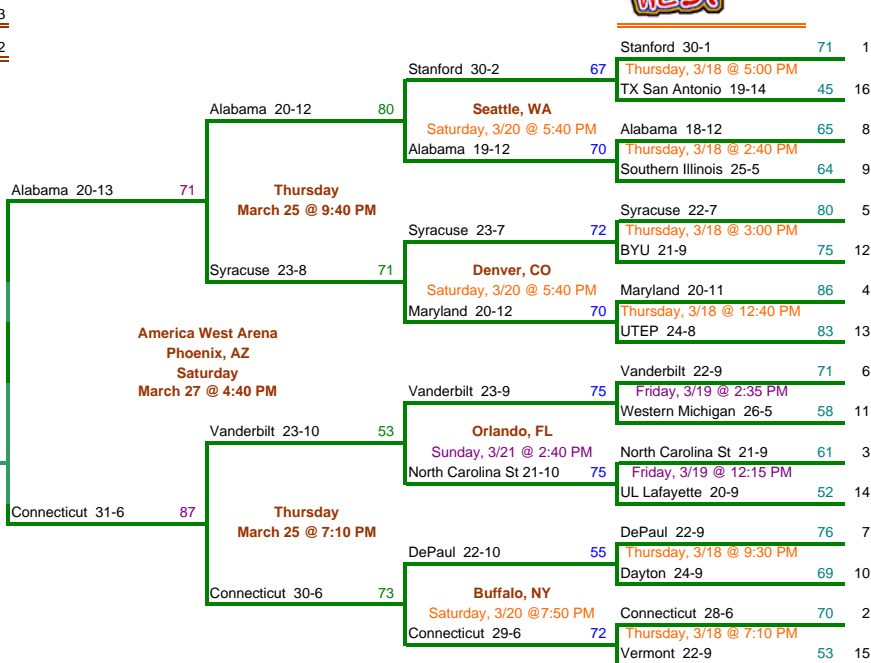 3
2
WEST
Stanford 30-1 71 1
Thursday, 3/18 @ 5:00 PM
TX San Antonio 19-14 45 16
Stanford 30-2 67
Seattle, WA
Saturday, 3/20 @ 5:40 PM
Alabama 19-12 70
Alabama 18-12 65 8
Thursday, 3/18 @ 2:40 PM
Southern Illinois 25-5 64 9
Alabama 20-12 80
Thursday
March 25 @ 9:40 PM
Syracuse 23-8 71
Syracuse 22-7 80 5
Thursday, 3/18 @ 3:00 PM
BYU 21-9 75 12
Syracuse 23-7 72
Denver, CO
Saturday, 3/20 @ 5:40 PM
Maryland 20-12 70
Maryland 20-11 86 4
Thursday, 3/18 @ 12:40 PM
UTEP 24-8 83 13
Alabama 20-13 71
America West Arena
Phoenix, AZ
Saturday
March 27 @ 4:40 PM
Connecticut 31-6 87
Vanderbilt 22-9 71 6
Friday, 3/19 @ 2:35 PM
Western Michigan 26-5 58 11
Vanderbilt 23-9 75
Orlando, FL
Sunday, 3/21 @ 2:40 PM
North Carolina St 21-10 75
North Carolina St 21-9 61 3
Friday, 3/19 @ 12:15 PM
UL Lafayette 20-9 52 14
Vanderbilt 23-10 53
Thursday
March 25 @ 7:10 PM
Connecticut 30-6 73
DePaul 22-9 76 7
Thursday, 3/18 @ 9:30 PM
Dayton 24-9 69 10
DePaul 22-10 55
Buffalo, NY
Saturday, 3/20 @7:50 PM
Connecticut 29-6 72
Connecticut 28-6 70 2
Thursday, 3/18 @ 7:10 PM
Vermont 22-9 53 15